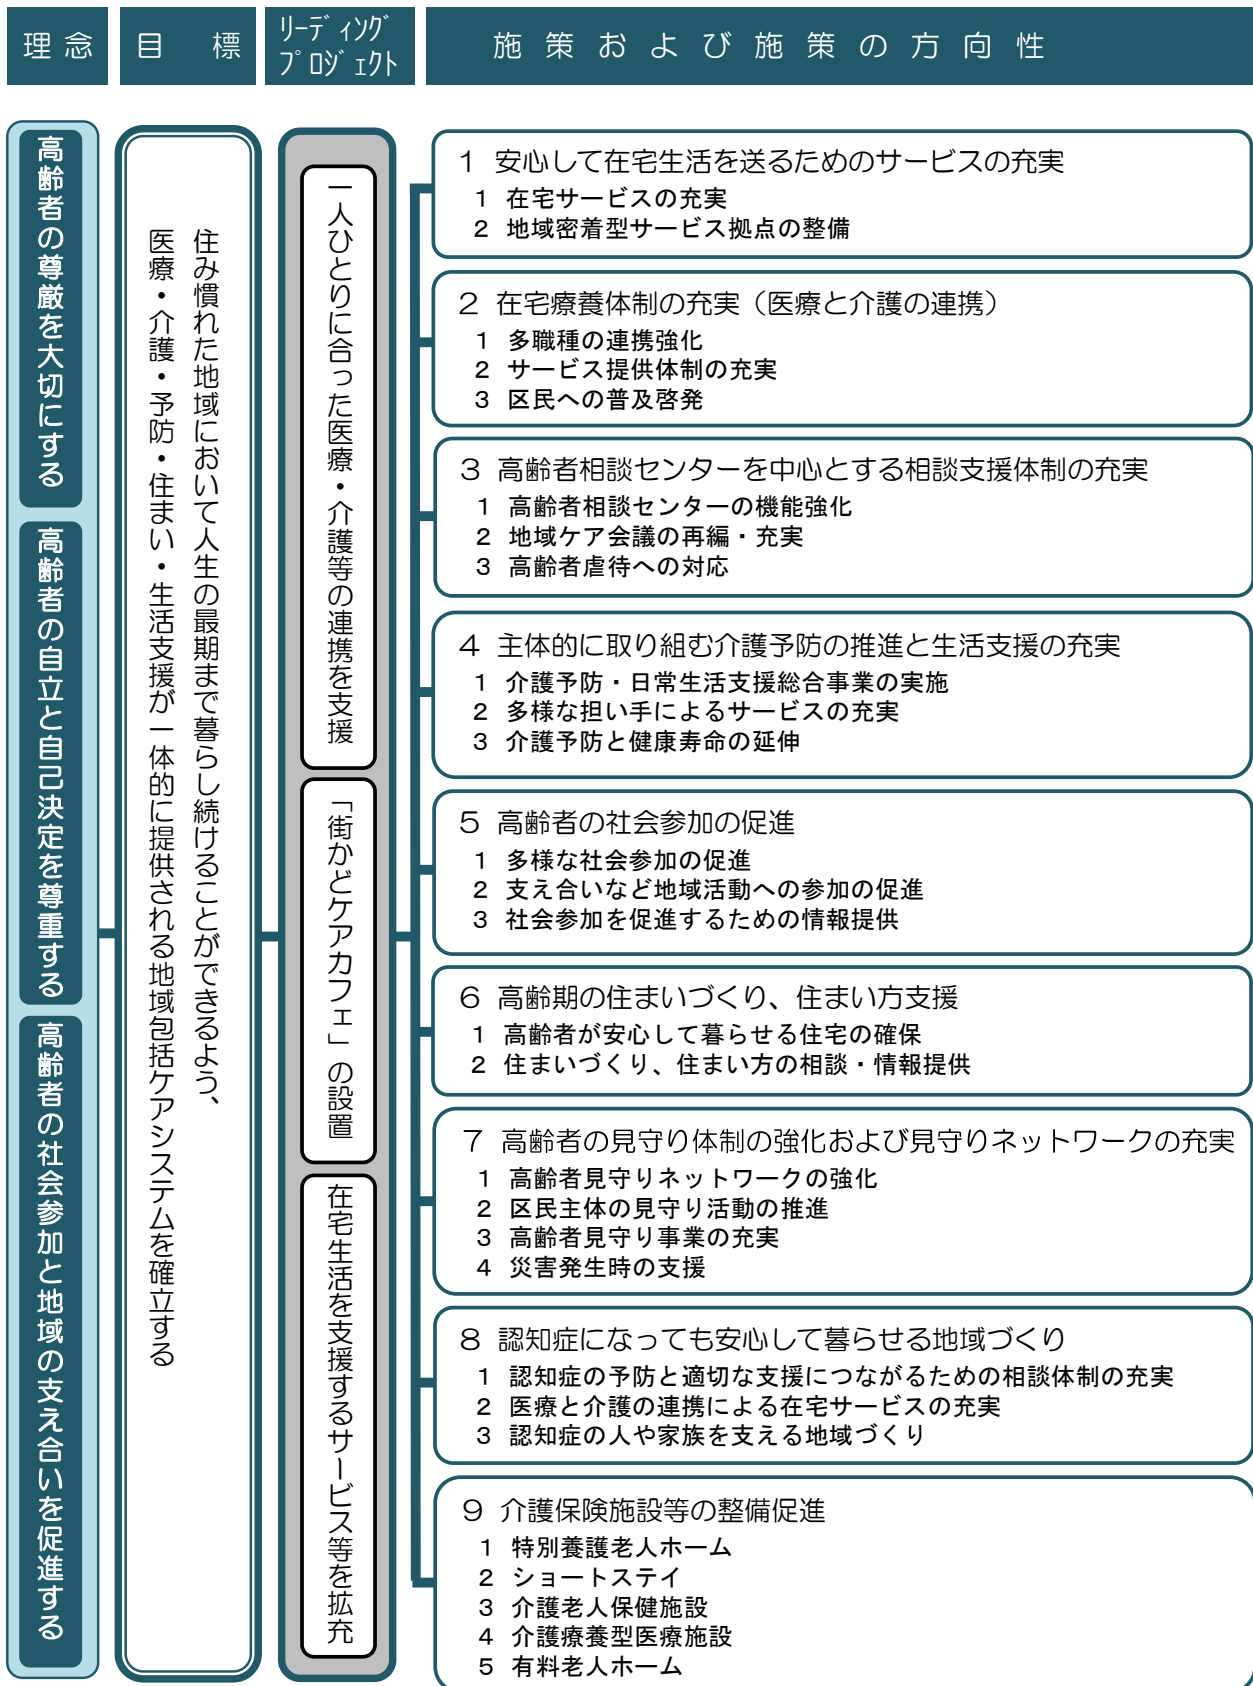 理念
目標
リーディング
プロジェクト
施策および施策の方向性
高齢者の尊厳を大切にする
高齢者の自立と自己決定を尊重する
高齢者の社会参加と地域の支え合いを促進する
住み慣れた地域において人生の最期まで暮らし続けることができるよう、
医療・介護・予防・住まい・生活支援が一体的に提供される地域包括ケアシステムを確立する
一人ひとりに合った医療・介護等の連携を支援
「街かどケアカフェ」の設置
在宅生活を支援するサービス等を拡充
1 安心して在宅生活を送るためのサービスの充実
1 在宅サービスの充実
2 地域密着型サービス拠点の整備
2 在宅療養体制の充実（医療と介護の連携）
1 多職種の連携強化
2 サービス提供体制の充実
3 区民への普及啓発
3 高齢者相談センターを中心とする相談支援体制の充実
1 高齢者相談センターの機能強化
2 地域ケア会議の再編・充実
3 高齢者虐待への対応
4 主体的に取り組む介護予防の推進と生活支援の充実
1 介護予防・日常生活支援総合事業の実施
2 多様な担い手によるサービスの充実
3 介護予防と健康寿命の延伸
5 高齢者の社会参加の促進
1 多様な社会参加の促進
2 支え合いなど地域活動への参加の促進
3 社会参加を促進するための情報提供
6 高齢期の住まいづくり、住まい方支援
1 高齢者が安心して暮らせる住宅の確保
2 住まいづくり、住まい方の相談・情報提供
7 高齢者の見守り体制の強化および見守りネットワークの充実
1 高齢者見守りネットワークの強化
2 区民主体の見守り活動の推進
3 高齢者見守り事業の充実
4 災害発生時の支援
8 認知症になっても安心して暮らせる地域づくり
1 認知症の予防と適切な支援につながるための相談体制の充実
2 医療と介護の連携による在宅サービスの充実
3 認知症の人や家族を支える地域づくり
9 介護保険施設等の整備促進
1 特別養護老人ホーム
2 ショートステイ
3 介護老人保健施設
4 介護療養型医療施設
5 有料老人ホーム